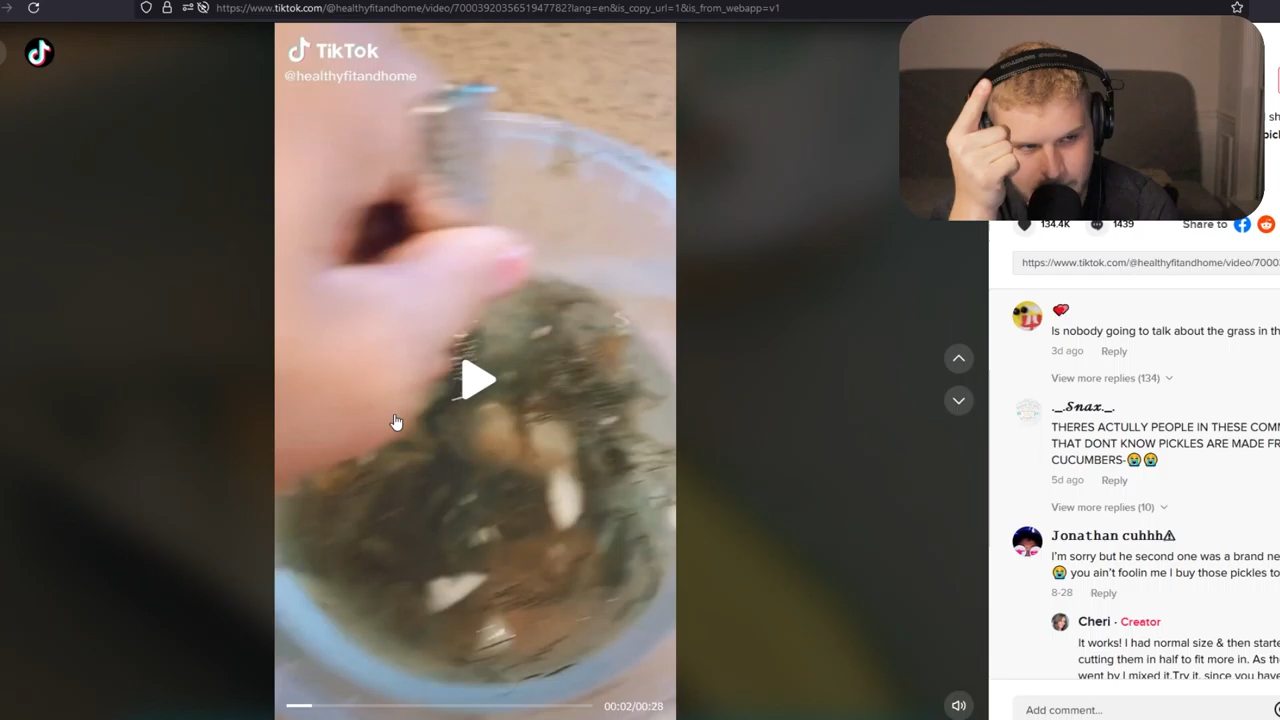 https://www.tiktok.com/@healthyfitandhome/video/7000392035651947782?lang=en&is_copy_url=1&is_from_webapp=v1
TikTok
@healthyfitandhome
134.4K
1439
Share to
https://www.tiktok.com/@healthyfitandhome/video/7000
Is nobody going to talk about the grass in th
3d ago
Reply
View more replies (134)
._.Snax._.
THERES ACTULLY PEOPLE IN THESE COM
THAT DONT KNOW PICKLES ARE MADE FR
CUCUMBERS-😭😭
5d ago
Reply
View more replies (10)
Jonathan cuhhh⚠
I'm sorry but he second one was a brand ne
😭 you ain't foolin me I buy those pickles to
8-28
Reply
Cheri · Creator
It works! I had normal size & then starte
cutting them in half to fit more in. As the
went by I mixed it.Try it, since you have
00:02/00:28
Add comment...